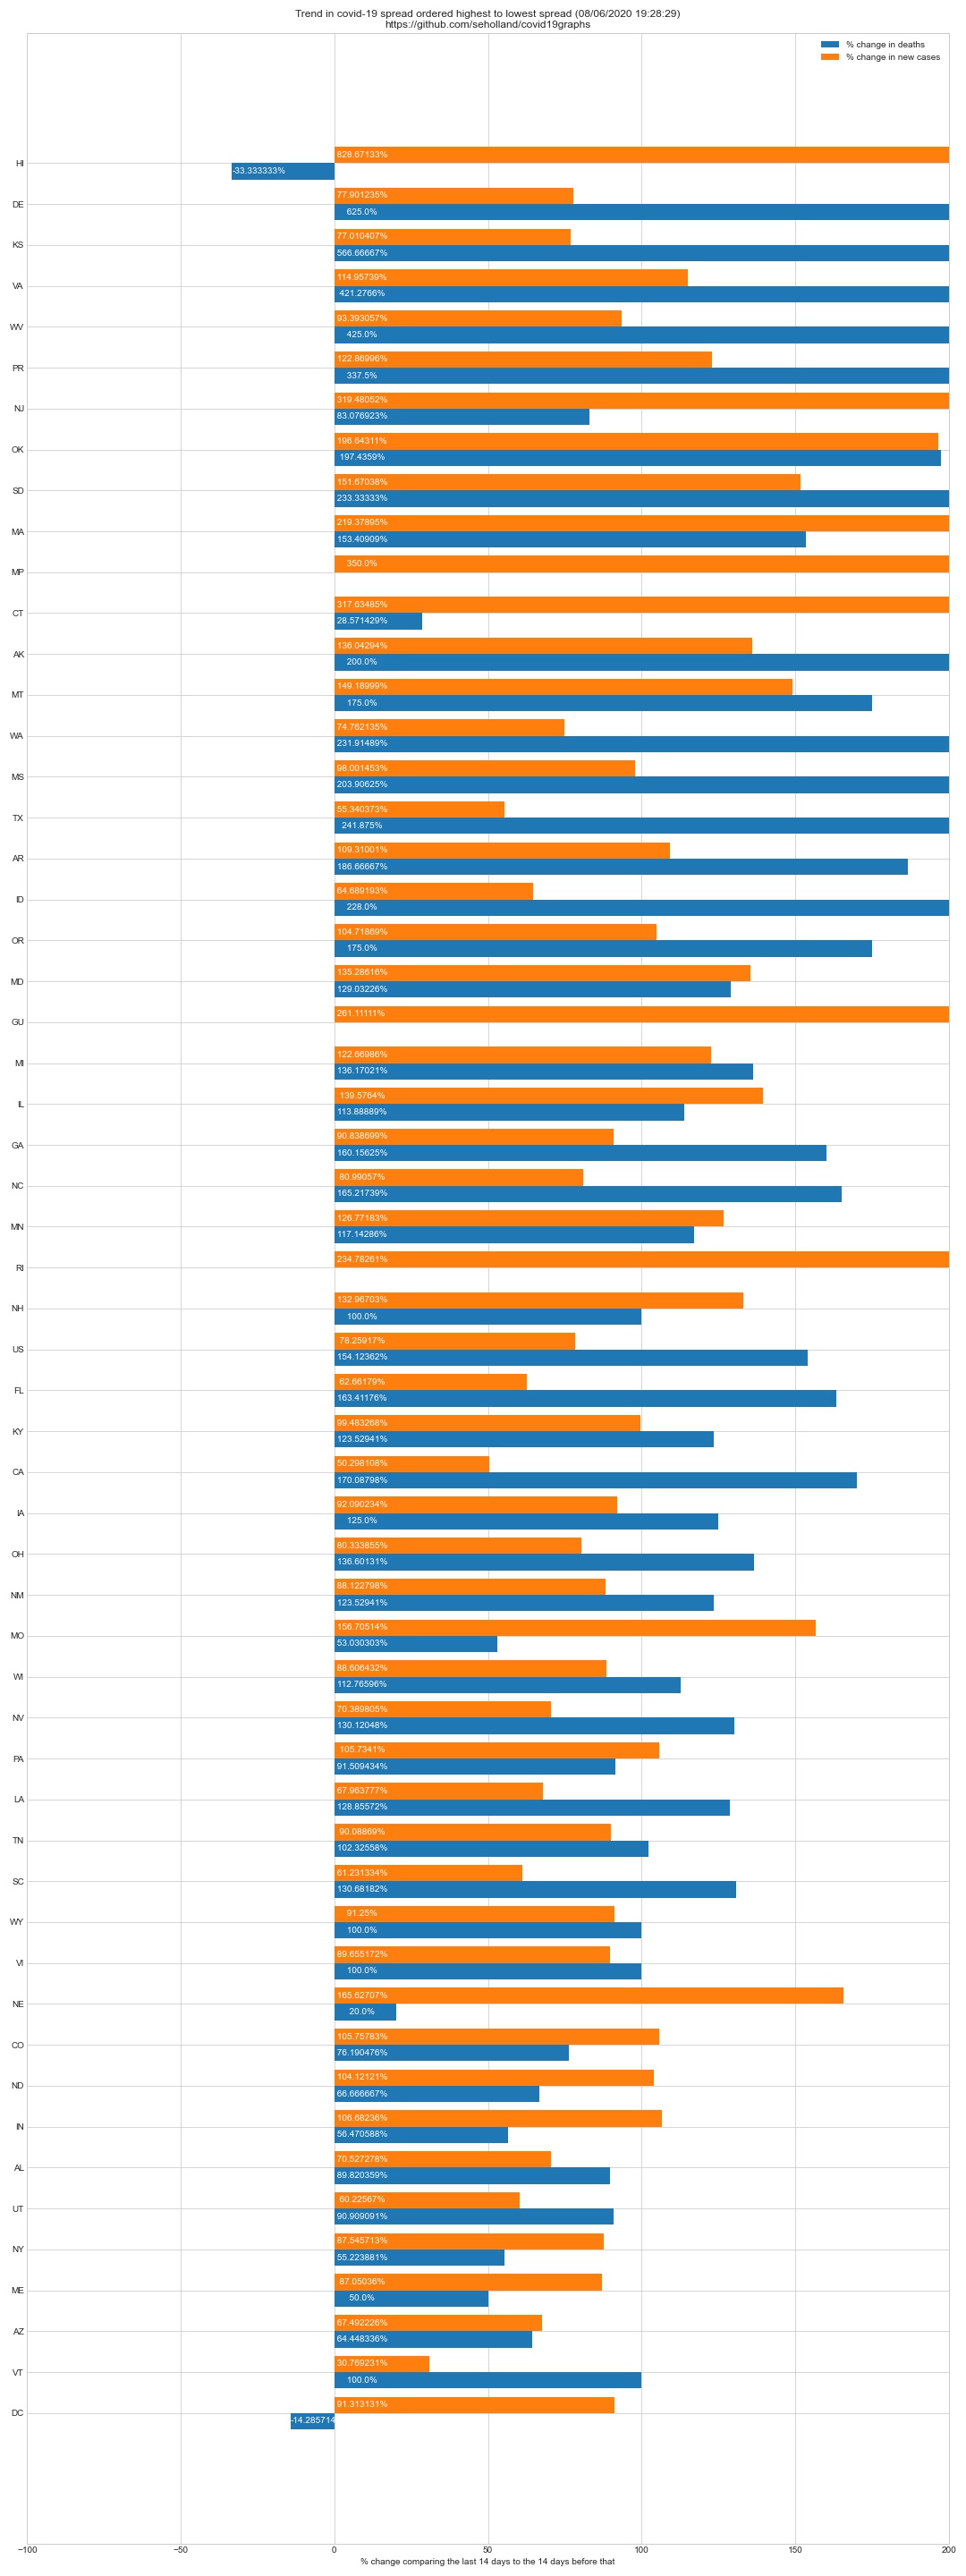 Trend in covid-19 spread ordered highest to lowest spread (08/06/2020 19:28:29)
https://github.com/seholland/covid19graphs
% change in deaths
% change in new cases
828.67133%
HI
-33.333333%
77.901235%
DE
625.0%
77.010407%
KS
566.66667%
114.95739%
VA
421.2766%
93.393057%
WV
425.0%
122.86996%
PR
337.5%
319.48052%
NJ
83.076923%
196.64311%
OK
197.4359%
151.67038%
SD
233.33333%
219.37895%
MA
153.40909%
350.0%
MP
317.63485%
CT
28.571429%
136.04294%
AK
200.0%
149.18999%
MT
175.0%
74.762135%
WA
231.91489%
98.001453%
MS
203.90625%
55.340373%
TX
241.875%
109.31001%
AR
186.66667%
64.689193%
ID
228.0%
104.71869%
OR
175.0%
135.28616%
MD
129.03226%
261.11111%
GU
122.66986%
MI
136.17021%
139.5764%
IL
113.88889%
90.838699%
GA
160.15625%
80.99057%
NC
165.21739%
126.77183%
MN
117.14286%
234.78261%
RI
132.96703%
NH
100.0%
78.25917%
US
154.12362%
62.66179%
FL
163.41176%
99.483268%
KY
123.52941%
50.298108%
CA
170.08798%
92.090234%
IA
125.0%
80.333855%
OH
136.60131%
88.122798%
NM
123.52941%
156.70514%
MO
53.030303%
88.606432%
WI
112.76596%
70.389805%
NV
130.12048%
105.7341%
PA
91.509434%
67.963777%
LA
128.85572%
90.08869%
TN
102.32558%
61.231334%
SC
130.68182%
91.25%
WY
100.0%
89.655172%
VI
100.0%
165.62707%
NE
20.0%
105.75783%
CO
76.190476%
104.12121%
ND
66.666667%
106.68236%
IN
56.470588%
70.527278%
AL
89.820359%
60.22567%
UT
90.909091%
87.545713%
NY
55.223881%
87.05036%
ME
50.0%
67.492226%
AZ
64.448336%
30.769231%
VT
100.0%
91.313131%
DC
-14.285714
−100 −50 0 50 100 150 200
% change comparing the last 14 days to the 14 days before that